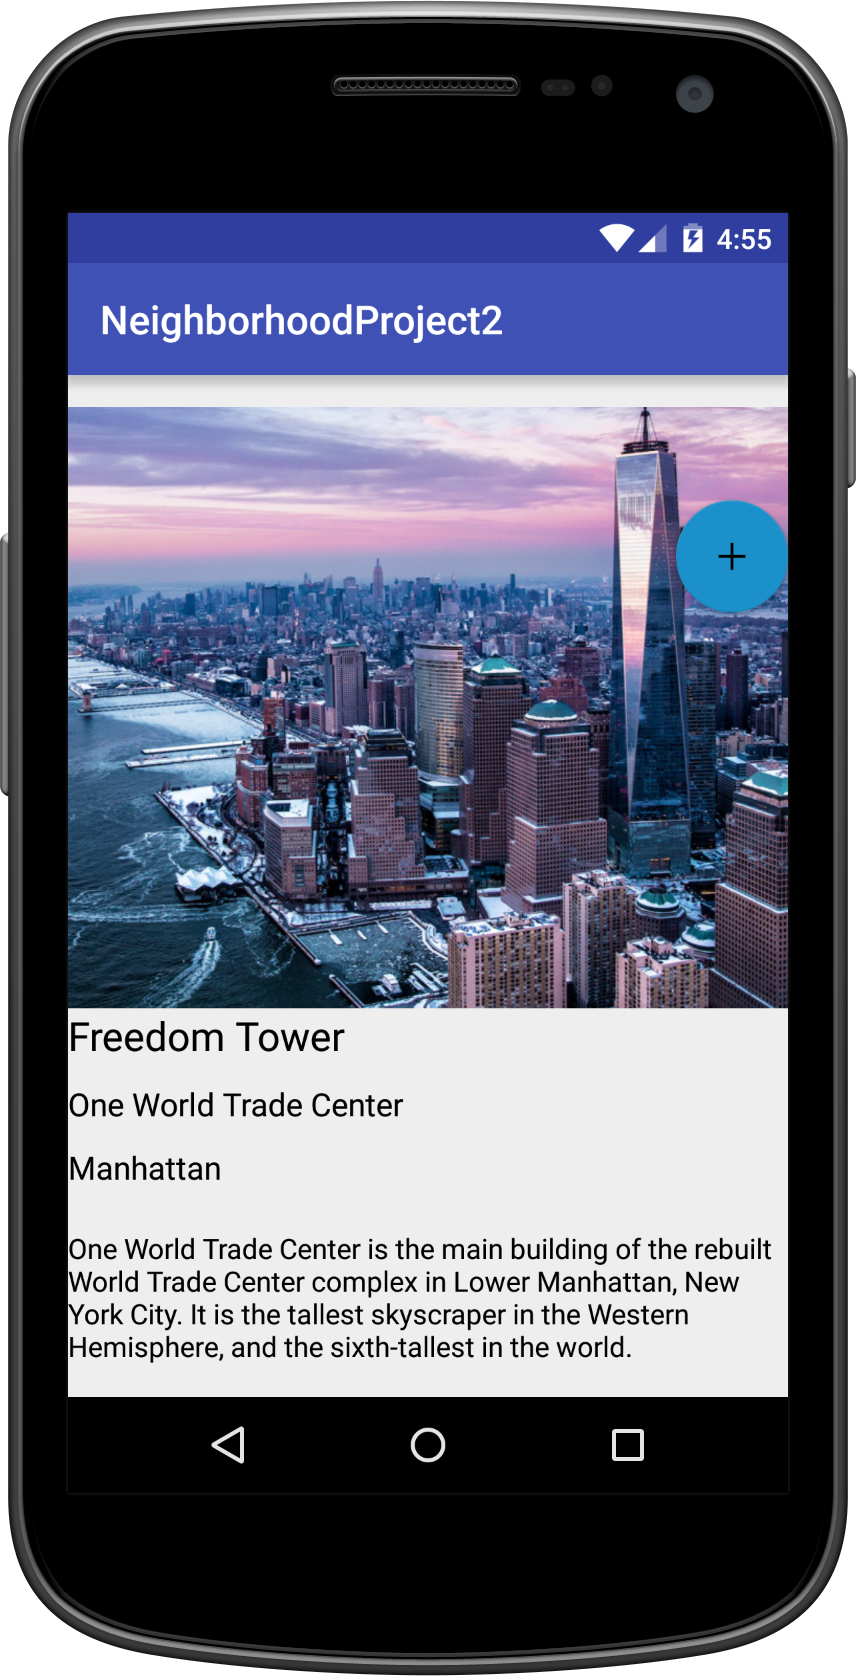 4:55
NeighborhoodProject2
Freedom Tower
One World Trade Center
Manhattan
One World Trade Center is the main building of the rebuilt
World Trade Center complex in Lower Manhattan, New
York City. It is the tallest skyscraper in the Western
Hemisphere, and the sixth-tallest in the world.